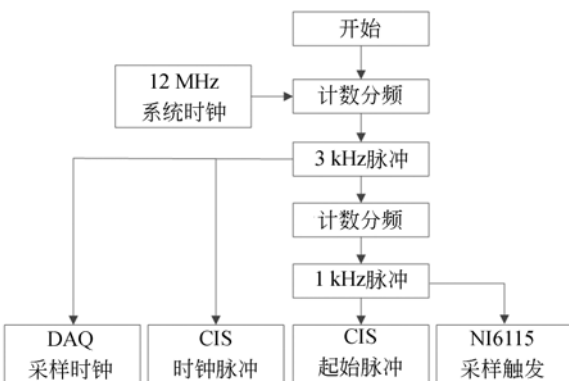 开始
12 MHz
系统时钟
计数分频
3 kHz脉冲
计数分频
1 kHz脉冲
DAQ
采样时钟
CIS
时钟脉冲
CIS
起始脉冲
NI6115
采样触发